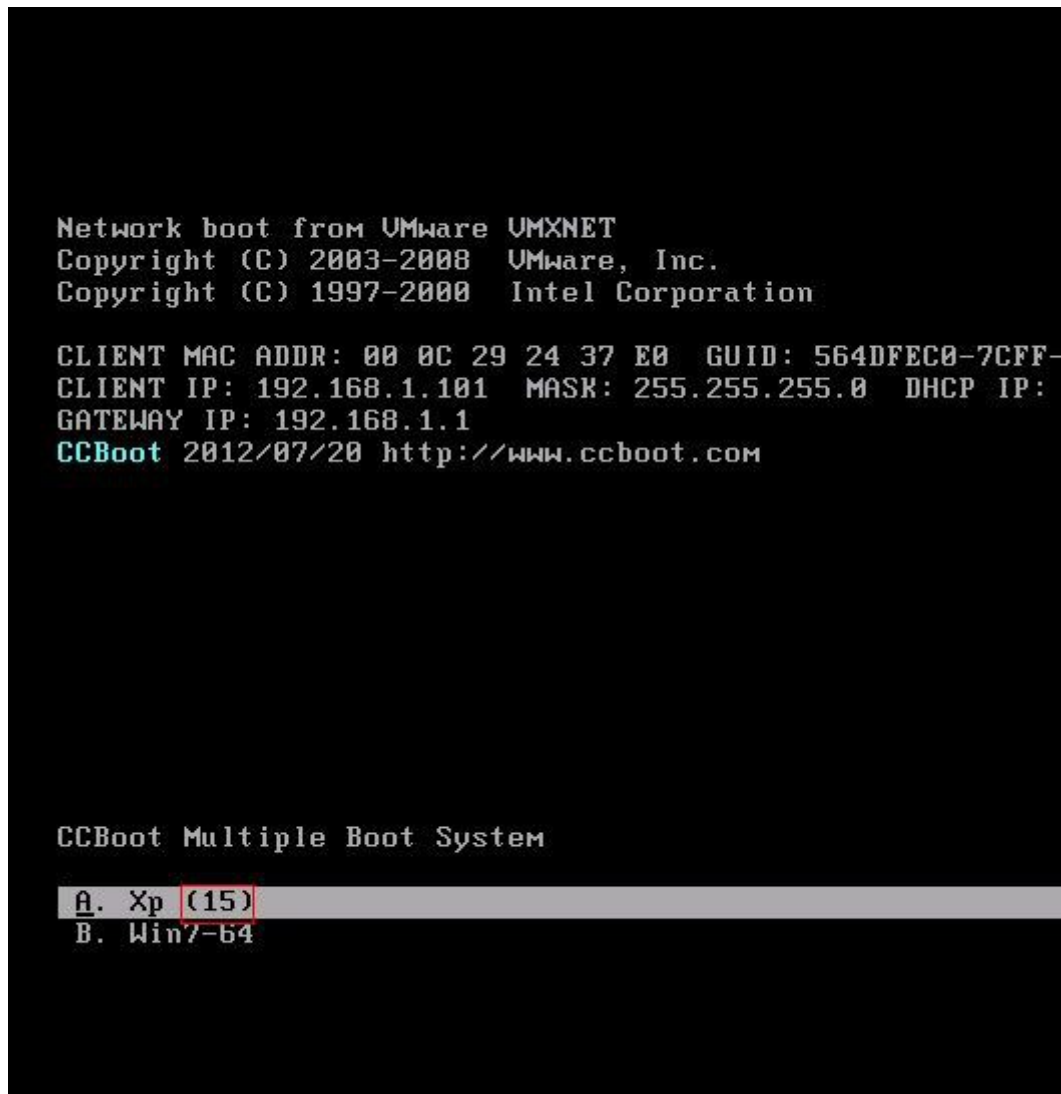 Network boot from VMware VMXNET
Copyright (C) 2003-2008  VMware, Inc.
Copyright (C) 1997-2000  Intel Corporation
CLIENT MAC ADDR: 00 0C 29 24 37 E0  GUID: 564DFEC0-7CFF-
CLIENT IP: 192.168.1.101  MASK: 255.255.255.0  DHCP IP:
GATEWAY IP: 192.168.1.1
CCBoot 2012/07/20 http://www.ccboot.com
CCBoot Multiple Boot System
A. Xp (15)
B. Win7-64